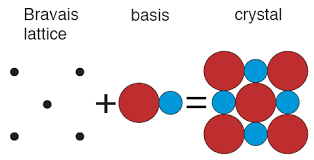 Bravais
lattice
basis
crystal
+
=